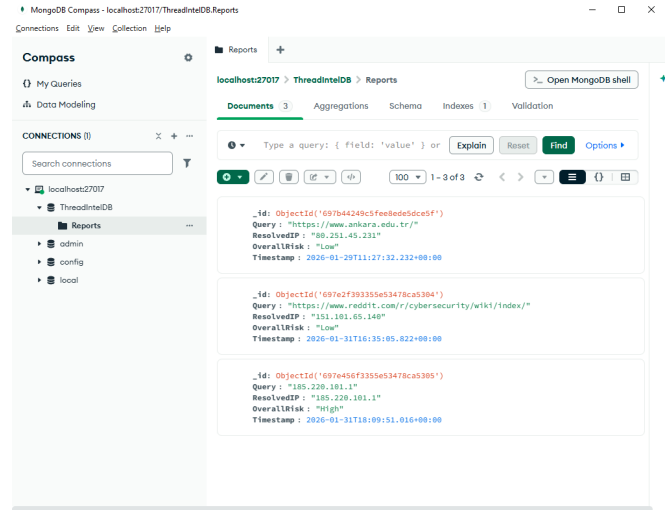 MongoDB Compass - localhost:27017/ThreadIntelDB.Reports
Connections Edit View Collection Help
Compass
My Queries
Data Modeling
CONNECTIONS (1)
Search connections
localhost:27017
ThreadIntelDB
Reports
admin
config
local
Reports
localhost:27017 > ThreadIntelDB > Reports
>_ Open MongoDB shell
Documents 3 Aggregations Schema Indexes 1 Validation
Type a query: { field: 'value' } or Explain Reset Find Options
100 1 – 3 of 3
_id: ObjectId('697b44249c5fee8ede5dce5f')
Query : "https://www.ankara.edu.tr/"
ResolvedIP : "80.251.45.231"
OverallRisk : "Low"
Timestamp : 2026-01-29T11:27:32.232+00:00
_id: ObjectId('697e2f393355e53478ca5304')
Query : "https://www.reddit.com/r/cybersecurity/wiki/index/"
ResolvedIP : "151.101.65.140"
OverallRisk : "Low"
Timestamp : 2026-01-31T16:35:05.822+00:00
_id: ObjectId('697e456f3355e53478ca5305')
Query : "185.220.101.1"
ResolvedIP : "185.220.101.1"
OverallRisk : "High"
Timestamp : 2026-01-31T18:09:51.016+00:00